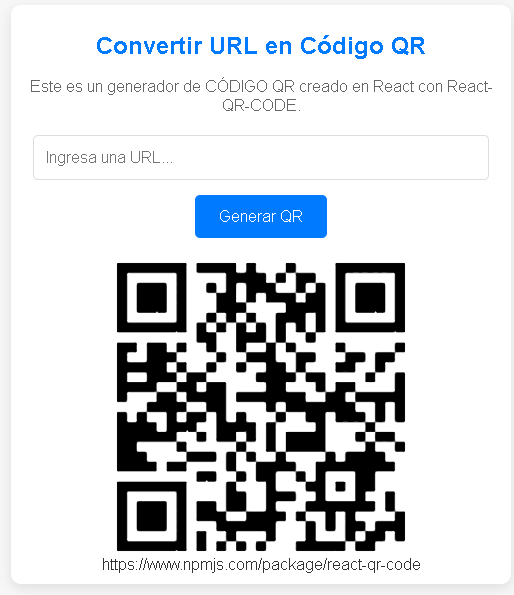 Convertir URL en Código QR
Este es un generador de CÓDIGO QR creado en React con React-
QR-CODE.
Ingresa una URL...
Generar QR
https://www.npmjs.com/package/react-qr-code